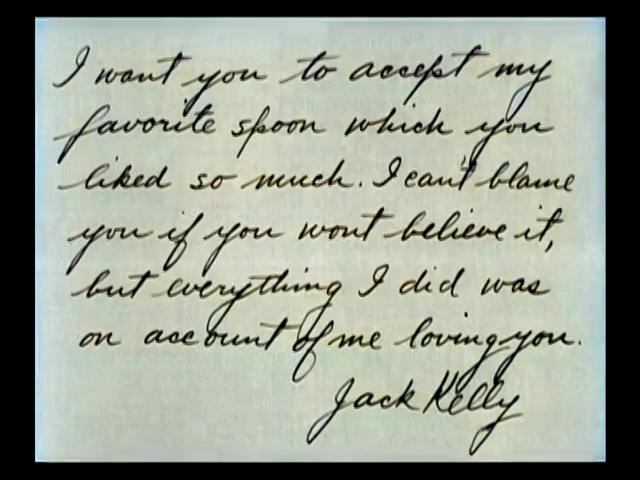 I want you to accept my
favorite spoon which you
liked so much. I can't blame
you if you wont believe it,
but everything I did was
on account of me loving you.
Jack Kelly